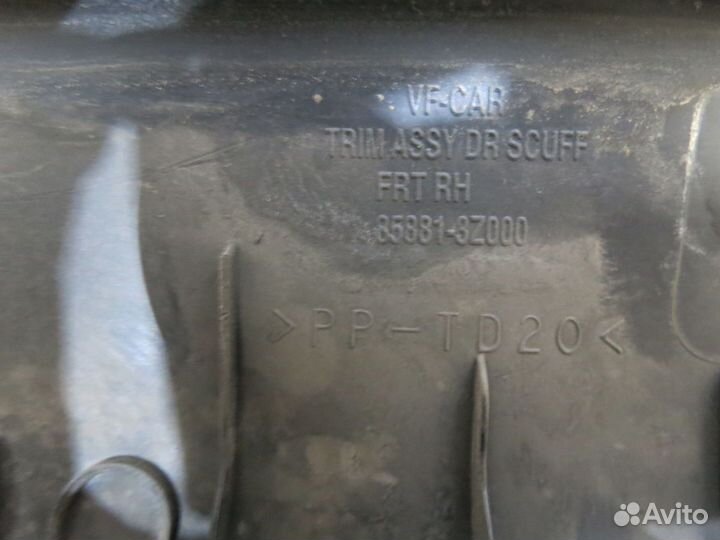 VF-CAR
TRIM ASSY DR SCUFF
FRT RH
85881-3Z000
>PP-TD20<
Avito